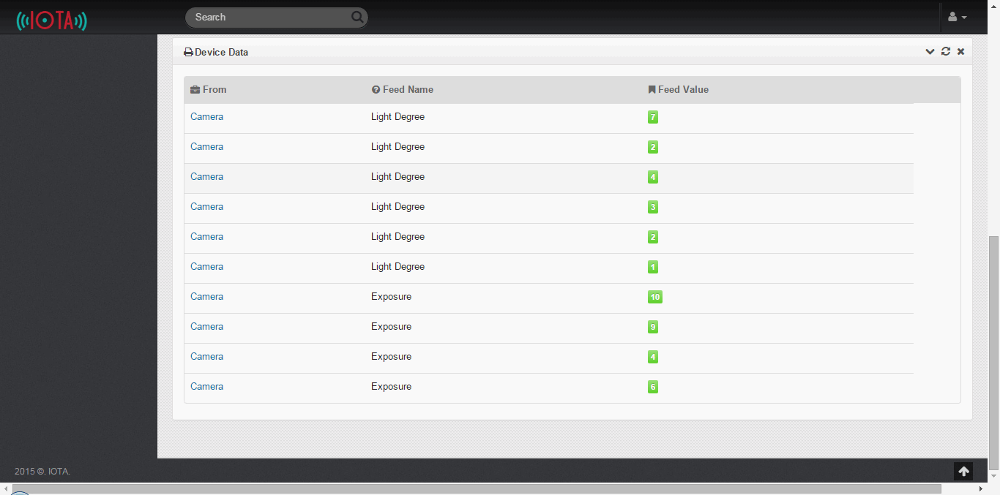 IOTA
Search
Device Data
From Feed Name Feed Value
Camera Light Degree 7
Camera Light Degree 2
Camera Light Degree 4
Camera Light Degree 3
Camera Light Degree 2
Camera Light Degree 1
Camera Exposure 10
Camera Exposure 9
Camera Exposure 4
Camera Exposure 6
2015 ©. IOTA.